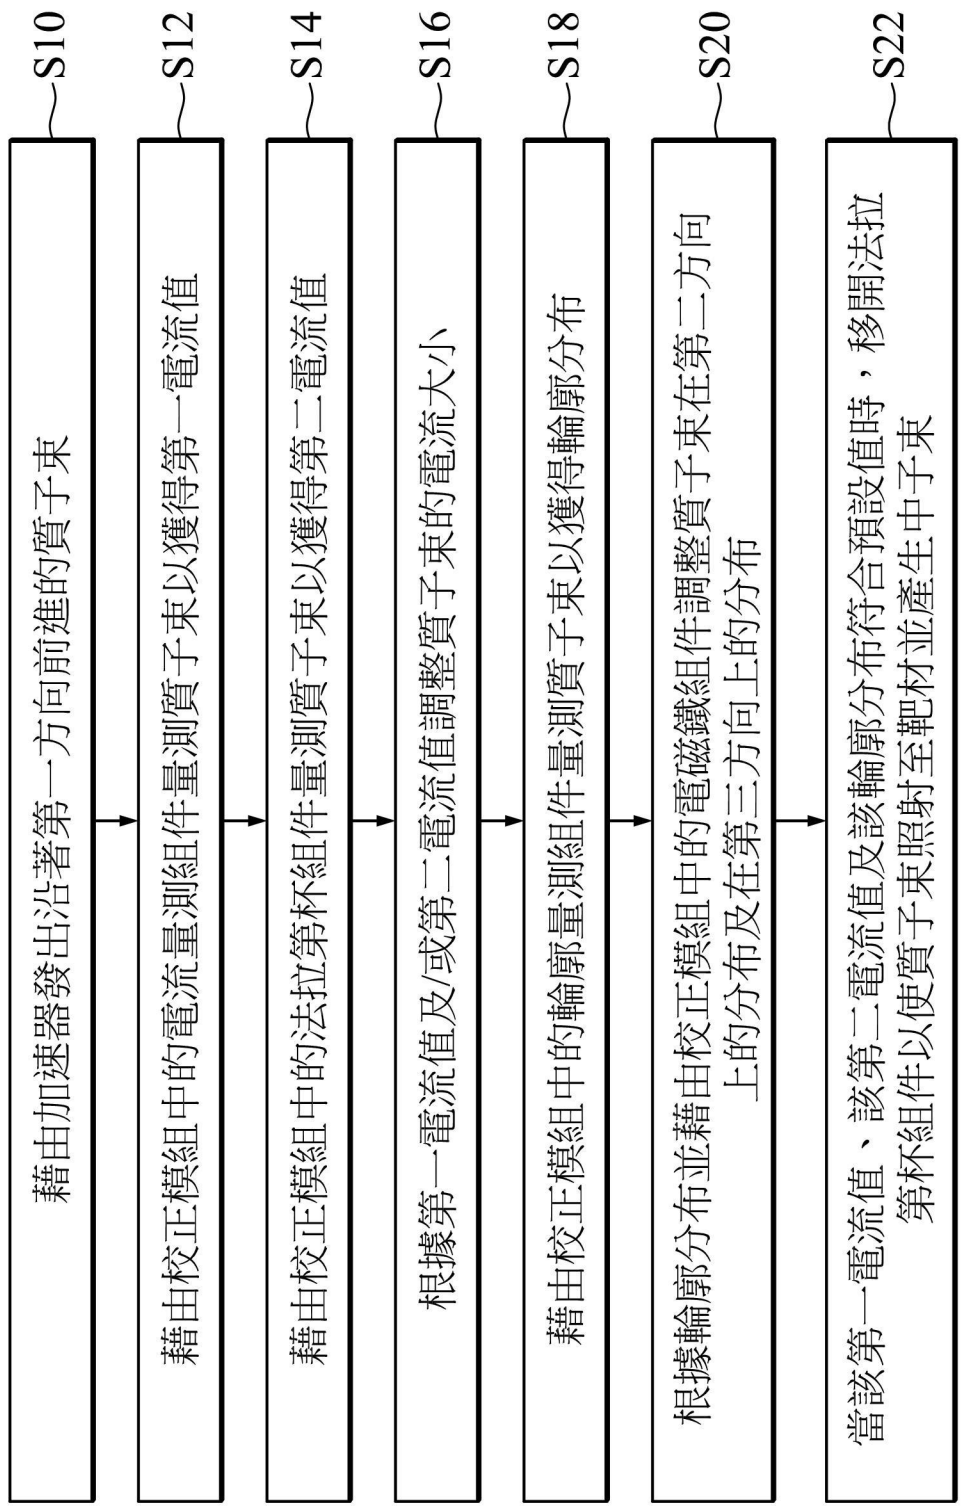 藉由加速器發出沿著第一方向前進的質子束
S10
藉由校正模組中的電流量測組件量測質子束以獲得第一電流值
S12
藉由校正模組中的法拉第杯組件量測質子束以獲得第二電流值
S14
根據第一電流值及/或第二電流值調整質子束的電流大小
S16
藉由校正模組中的輪廓量測組件量測質子束以獲得輪廓分布
S18
根據輪廓分布並藉由校正模組中的電磁鐵組件調整質子束在第二方向
上的分布及在第三方向上的分布
S20
當該第一電流值、該第二電流值及該輪廓分布符合預設值時，移開法拉
第杯組件以使質子束照射至靶材並產生中子束
S22